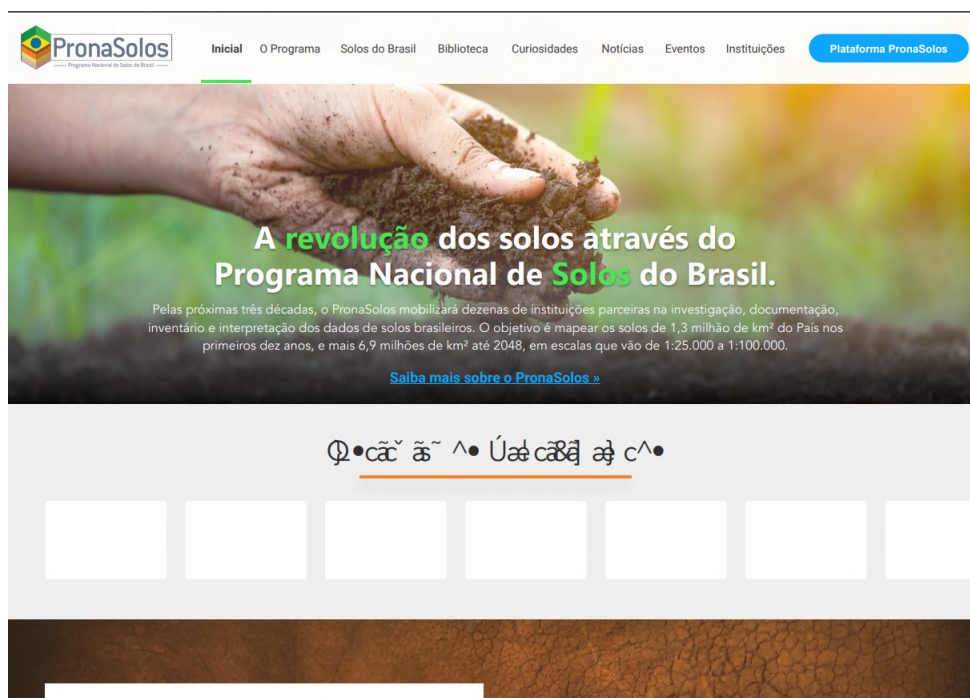 PronaSolos
Programa Nacional de Solos do Brasil
Inicial O Programa Solos do Brasil Biblioteca Curiosidades Notícias Eventos Instituições Plataforma PronaSolos
A revolução dos solos através do
Programa Nacional de Solos do Brasil.
Pelas próximas três décadas, o PronaSolos mobilizará dezenas de instituições parceiras na investigação, documentação,
inventário e interpretação dos dados de solos brasileiros. O objetivo é mapear os solos de 1,3 milhão de km² do País nos
primeiros dez anos, e mais 6,9 milhões de km² até 2048, em escalas que vão de 1:25.000 a 1:100.000.
Saiba mais sobre o PronaSolos »